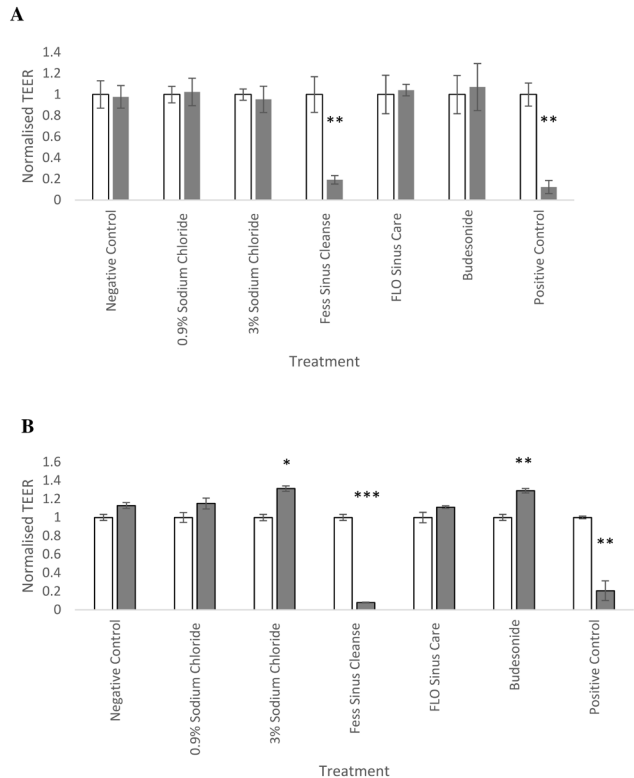 A
Normalised TEER
1.4
1.2
1
0.8
0.6
0.4
0.2
0
**
**
Negative Control
0.9% Sodium Chloride
3% Sodium Chloride
Fess Sinus Cleanse
FLO Sinus Care
Budesonide
Positive Control
Treatment
B
Normalised TEER
1.6
1.4
1.2
1
0.8
0.6
0.4
0.2
0
*
***
**
**
Negative Control
0.9% Sodium Chloride
3% Sodium Chloride
Fess Sinus Cleanse
FLO Sinus Care
Budesonide
Positive Control
Treatment